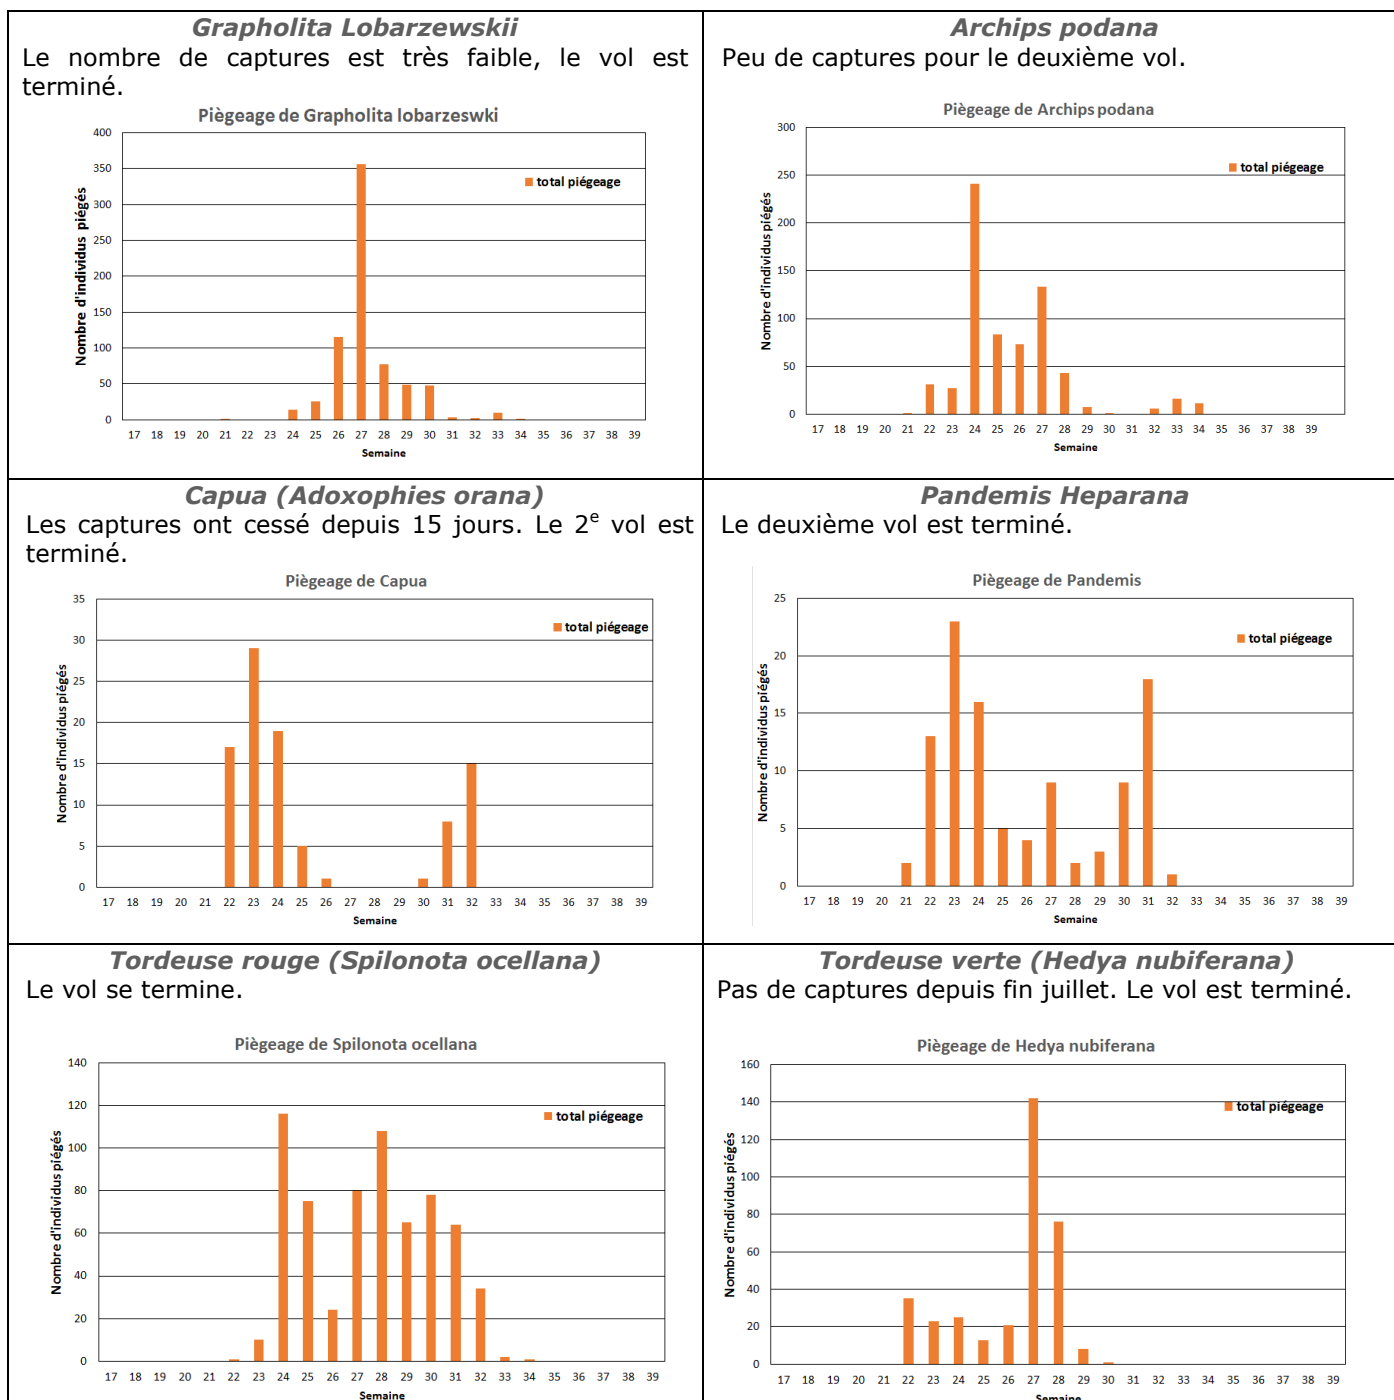 Grapholita Lobarzewskii
Le nombre de captures est très faible, le vol est
terminé.
Piègeage de Grapholita lobarzeswki
400
350
300
250
200
150
100
50
0
Nombre d'individus piégés
total piégeage
17 18 19 20 21 22 23 24 25 26 27 28 29 30 31 32 33 34 35 36 37 38 39
Semaine
Archips podana
Peu de captures pour le deuxième vol.
Piègeage de Archips podana
300
250
200
150
100
50
0
Nombre d'individus piégés
total piégeage
17 18 19 20 21 22 23 24 25 26 27 28 29 30 31 32 33 34 35 36 37 38 39
Semaine
Capua (Adoxophies orana)
Les captures ont cessé depuis 15 jours. Le 2e vol est
terminé.
Piègeage de Capua
35
30
25
20
15
10
5
0
Nombre d'individus piégés
total piégeage
17 18 19 20 21 22 23 24 25 26 27 28 29 30 31 32 33 34 35 36 37 38 39
Semaine
Pandemis Heparana
Le deuxième vol est terminé.
Piègeage de Pandemis
25
20
15
10
5
0
Nombre d'individus piégés
total piégeage
17 18 19 20 21 22 23 24 25 26 27 28 29 30 31 32 33 34 35 36 37 38 39
Semaine
Tordeuse rouge (Spilonota ocellana)
Le vol se termine.
Piègeage de Spilonota ocellana
140
120
100
80
60
40
20
0
Nombre d'individus piégés
total piégeage
17 18 19 20 21 22 23 24 25 26 27 28 29 30 31 32 33 34 35 36 37 38 39
Semaine
Tordeuse verte (Hedya nubiferana)
Pas de captures depuis fin juillet. Le vol est terminé.
Piègeage de Hedya nubiferana
160
140
120
100
80
60
40
20
0
Nombre d'individus piégés
total piégeage
17 18 19 20 21 22 23 24 25 26 27 28 29 30 31 32 33 34 35 36 37 38 39
Semaine